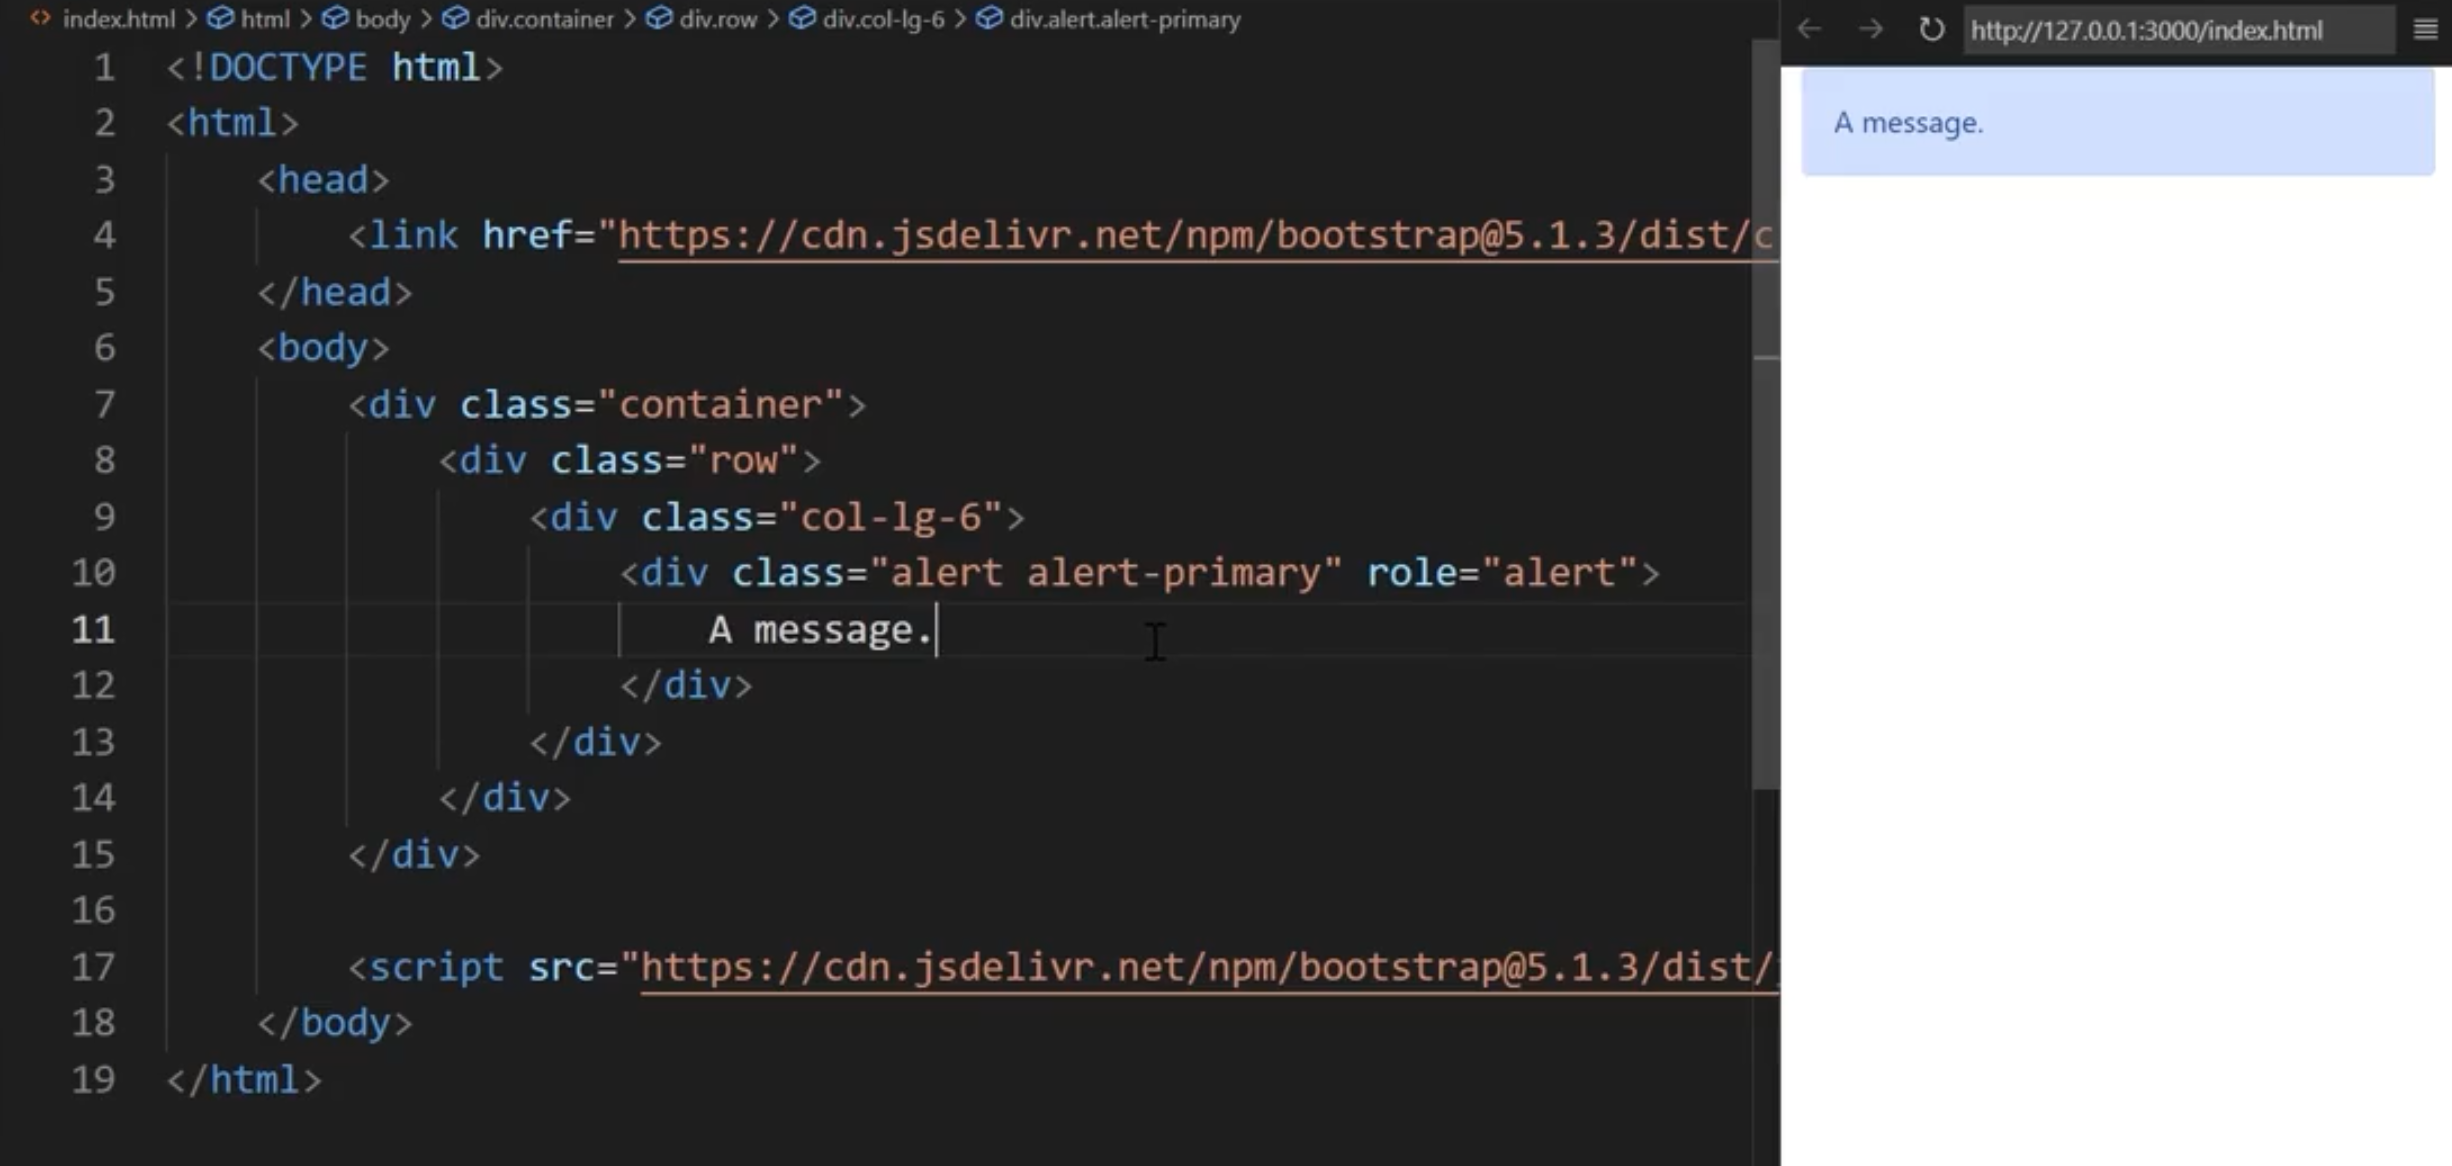 index.html > html > body > div.container > div.row > div.col-lg-6 > div.alert.alert-primary
1 <!DOCTYPE html>
2 <html>
3 <head>
4 <link href="https://cdn.jsdelivr.net/npm/bootstrap@5.1.3/dist/c
5 </head>
6 <body>
7 <div class="container">
8 <div class="row">
9 <div class="col-lg-6">
10 <div class="alert alert-primary" role="alert">
11 A message.
12 </div>
13 </div>
14 </div>
15 </div>
16
17 <script src="https://cdn.jsdelivr.net/npm/bootstrap@5.1.3/dist/
18 </body>
19 </html>
http://127.0.0.1:3000/index.html
A message.